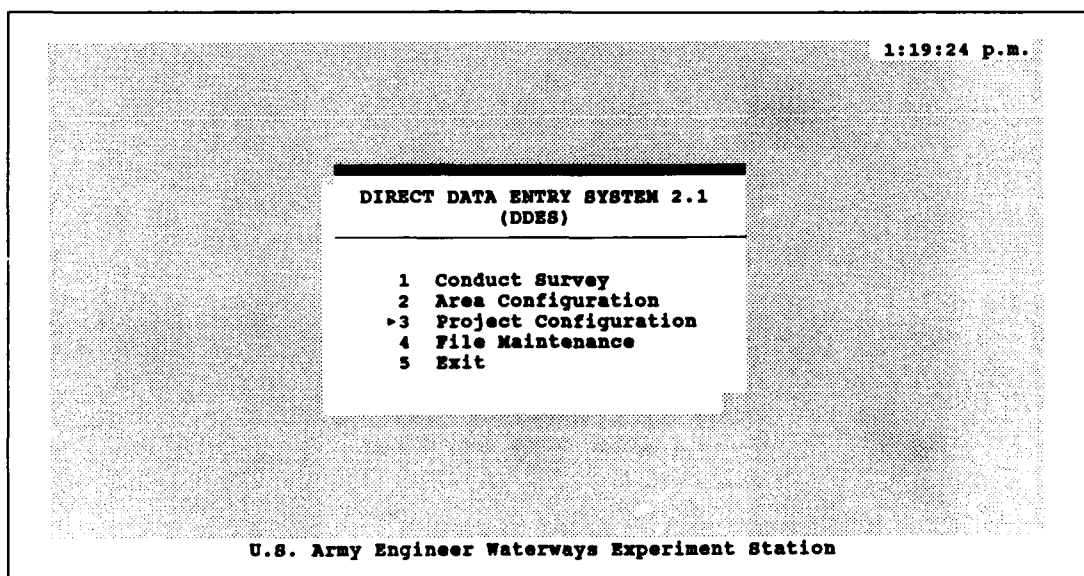 1:19:24 p.m.
DIRECT DATA ENTRY SYSTEM 2.1
(DDES)
1 Conduct Survey
2 Area Configuration
▸3 Project Configuration
4 File Maintenance
5 Exit
U.S. Army Engineer Waterways Experiment Station